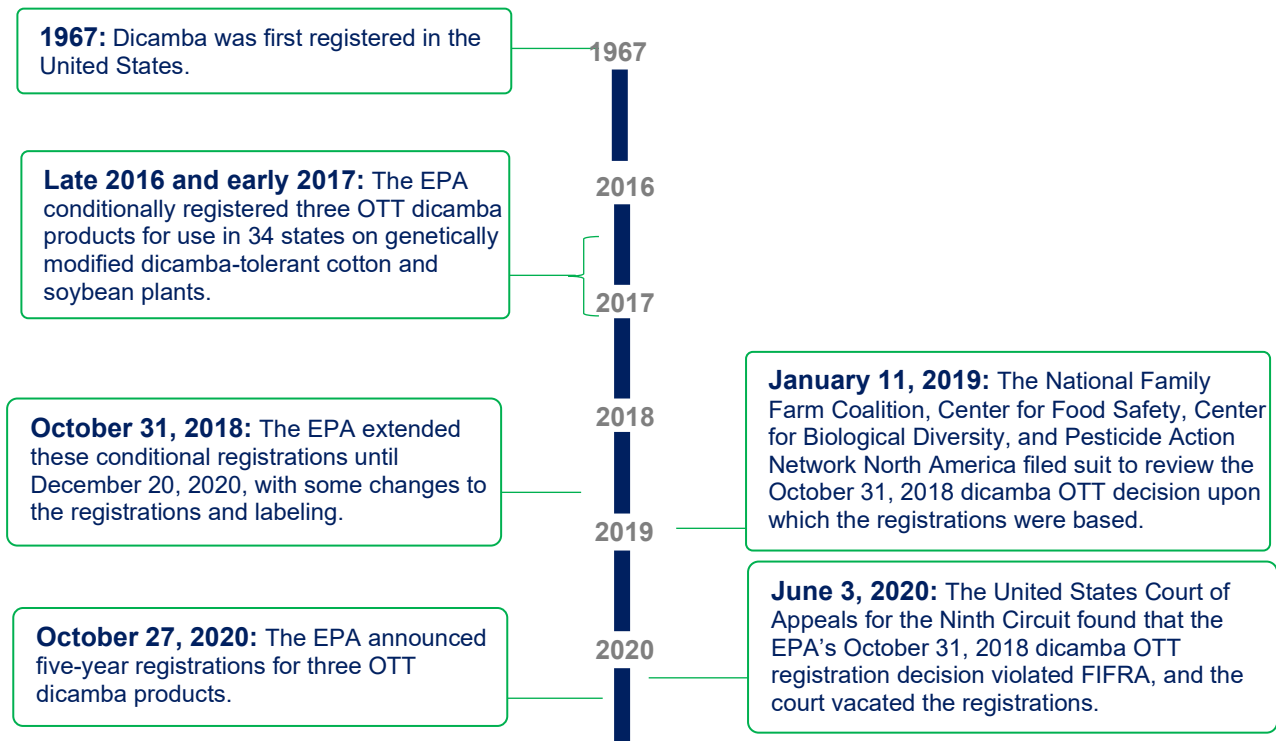 1967: Dicamba was first registered in the
United States.
1967
Late 2016 and early 2017: The EPA
conditionally registered three OTT dicamba
products for use in 34 states on genetically
modified dicamba-tolerant cotton and
soybean plants.
2016
2017
2018
October 31, 2018: The EPA extended
these conditional registrations until
December 20, 2020, with some changes to
the registrations and labeling.
January 11, 2019: The National Family
Farm Coalition, Center for Food Safety, Center
for Biological Diversity, and Pesticide Action
Network North America filed suit to review the
October 31, 2018 dicamba OTT decision upon
which the registrations were based.
2019
June 3, 2020: The United States Court of
Appeals for the Ninth Circuit found that the
EPA’s October 31, 2018 dicamba OTT
registration decision violated FIFRA, and the
court vacated the registrations.
2020
October 27, 2020: The EPA announced
five-year registrations for three OTT
dicamba products.